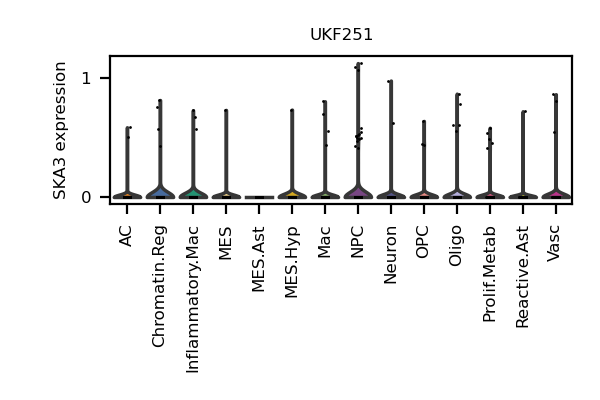 UKF251
SKA3 expression
1
0
AC
Chromatin.Reg
Inflammatory.Mac
MES
MES.Ast
MES.Hyp
Mac
NPC
Neuron
OPC
Oligo
Prolif.Metab
Reactive.Ast
Vasc